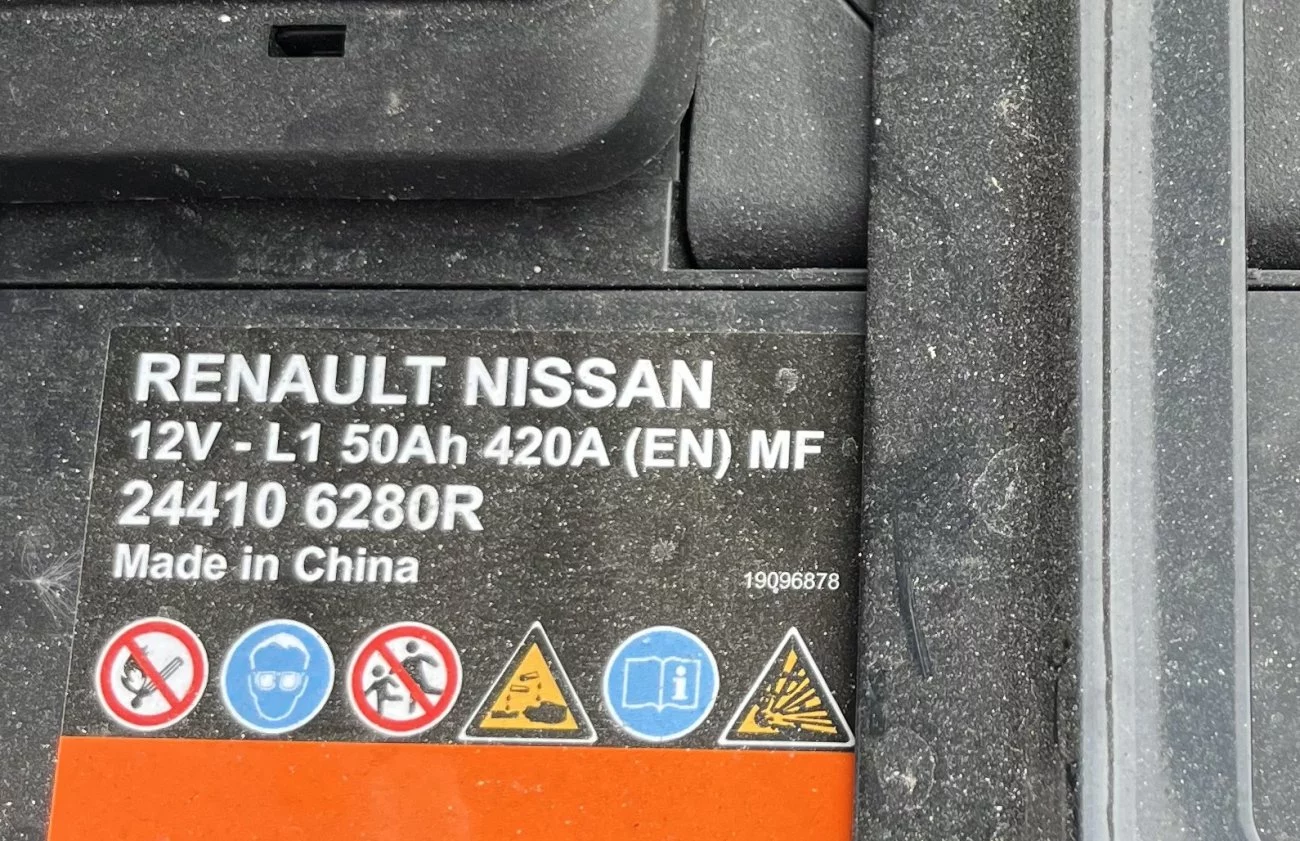 RENAULT NISSAN
12V - L1 50Ah 420A (EN) MF
24410 6280R
Made in China
19096878